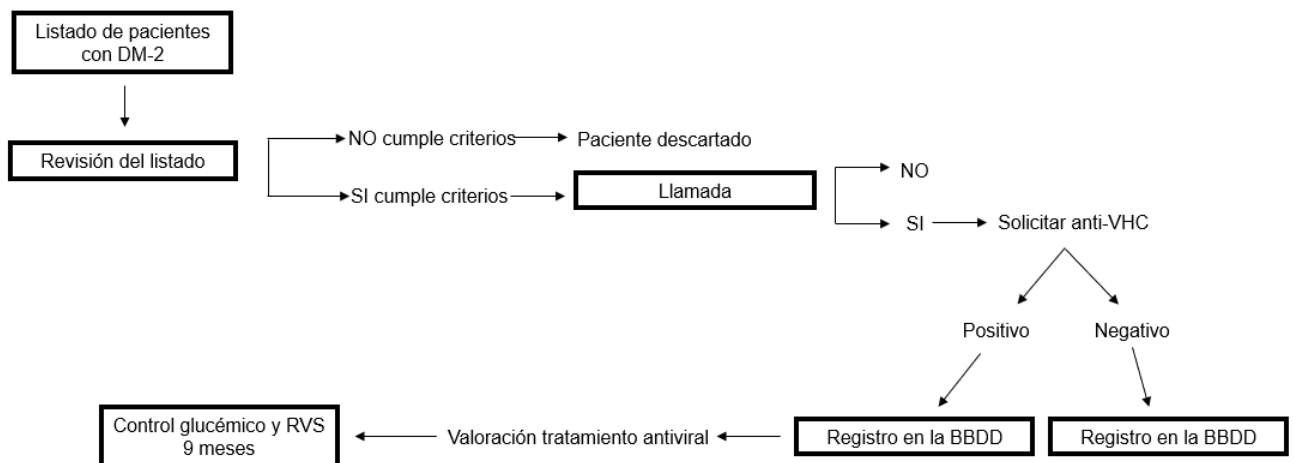 Listado de pacientes
con DM-2
Revisión del listado
NO cumple criterios
Paciente descartado
SI cumple criterios
Llamada
NO
SI
Solicitar anti-VHC
Positivo
Negativo
Control glucémico y RVS
9 meses
Valoración tratamiento antiviral
Registro en la BBDD
Registro en la BBDD